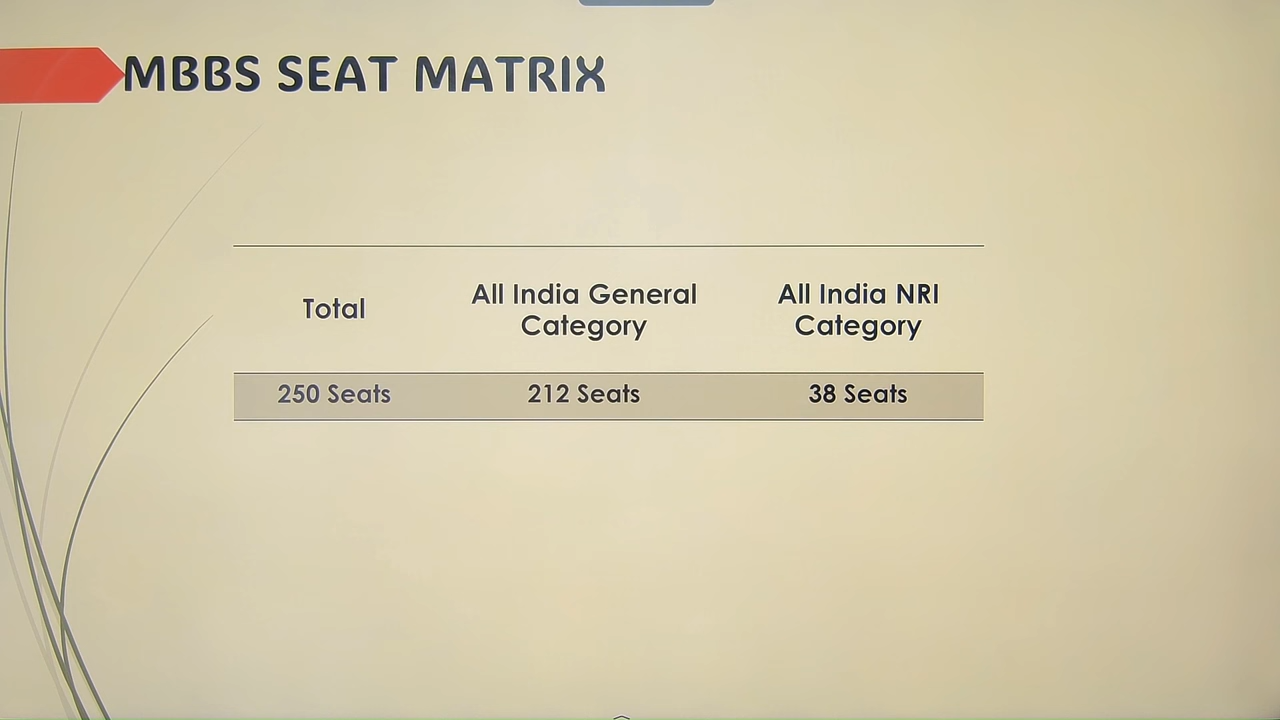 MBBS SEAT MATRIX
Total
All India General
Category
All India NRI
Category
250 Seats
212 Seats
38 Seats